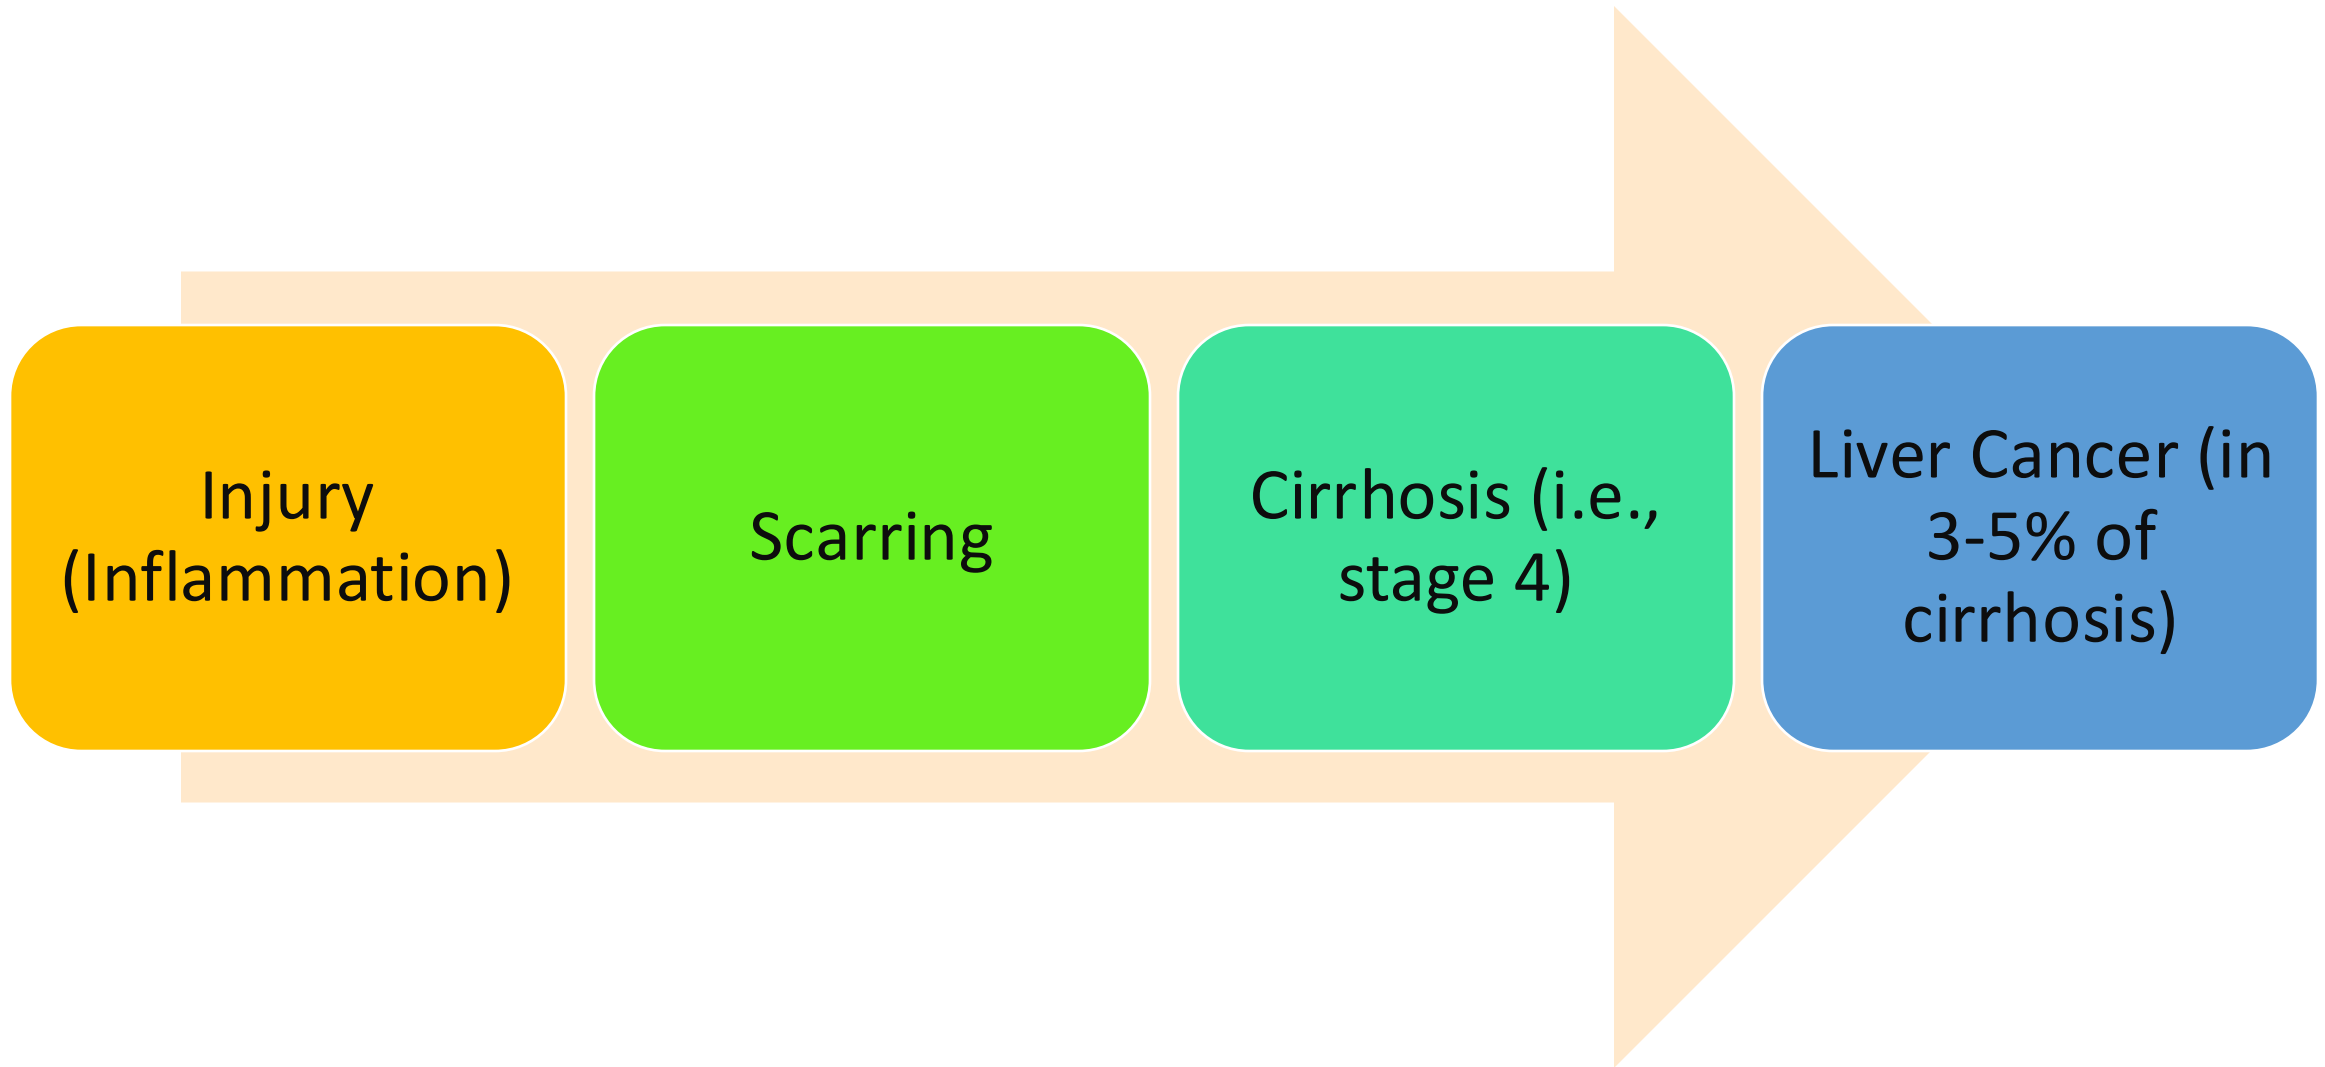 Injury
(Inflammation)
Scarring
Cirrhosis (i.e.,
stage 4)
Liver Cancer (in
3-5% of
cirrhosis)